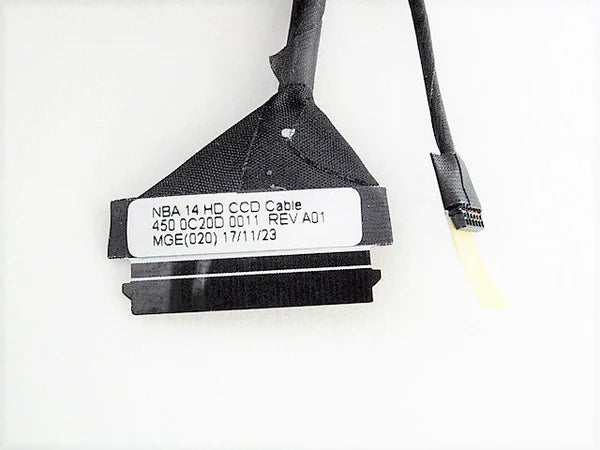 NBA 14 HD CCD Cable
450.0C20D.0011 REV A01
MGE(020) 17/11/23